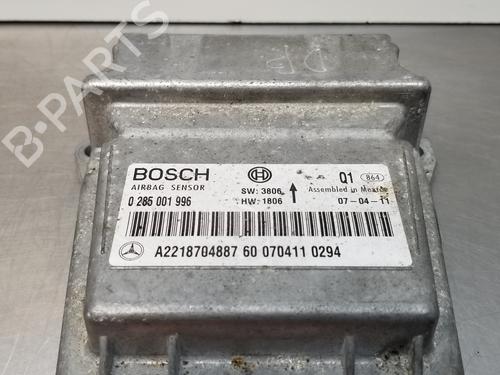 BOSCH
AIRBAG SENSOR
0 285 001 996
SW: 3806
HW: 1806
Q1 864
Assembled in Mexico
07-04-11
A2218704887 60 070411 0294
B-PARTS